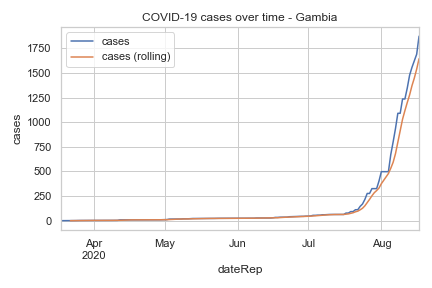 COVID-19 cases over time - Gambia
cases
cases (rolling)
1750
1500
1250
1000
750
500
250
0
cases
Apr
2020
May
Jun
Jul
Aug
dateRep